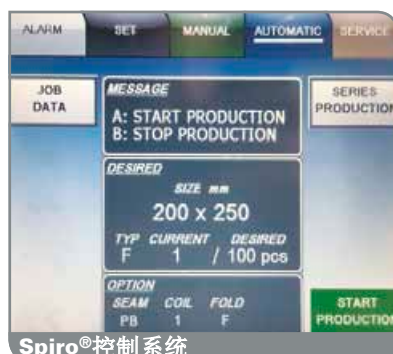 ALARM SET MANUAL AUTOMATIC SERVICE
JOB DATA
MESSAGE
A: START PRODUCTION
B: STOP PRODUCTION
SERIES PRODUCTION
DESIRED
SIZE mm
200 x 250
TYP CURRENT DESIRED
F 1 / 100 pcs
OPTION
SEAM COIL FOLD
PB 1 F
START PRODUCTION
Spiro®控制系统